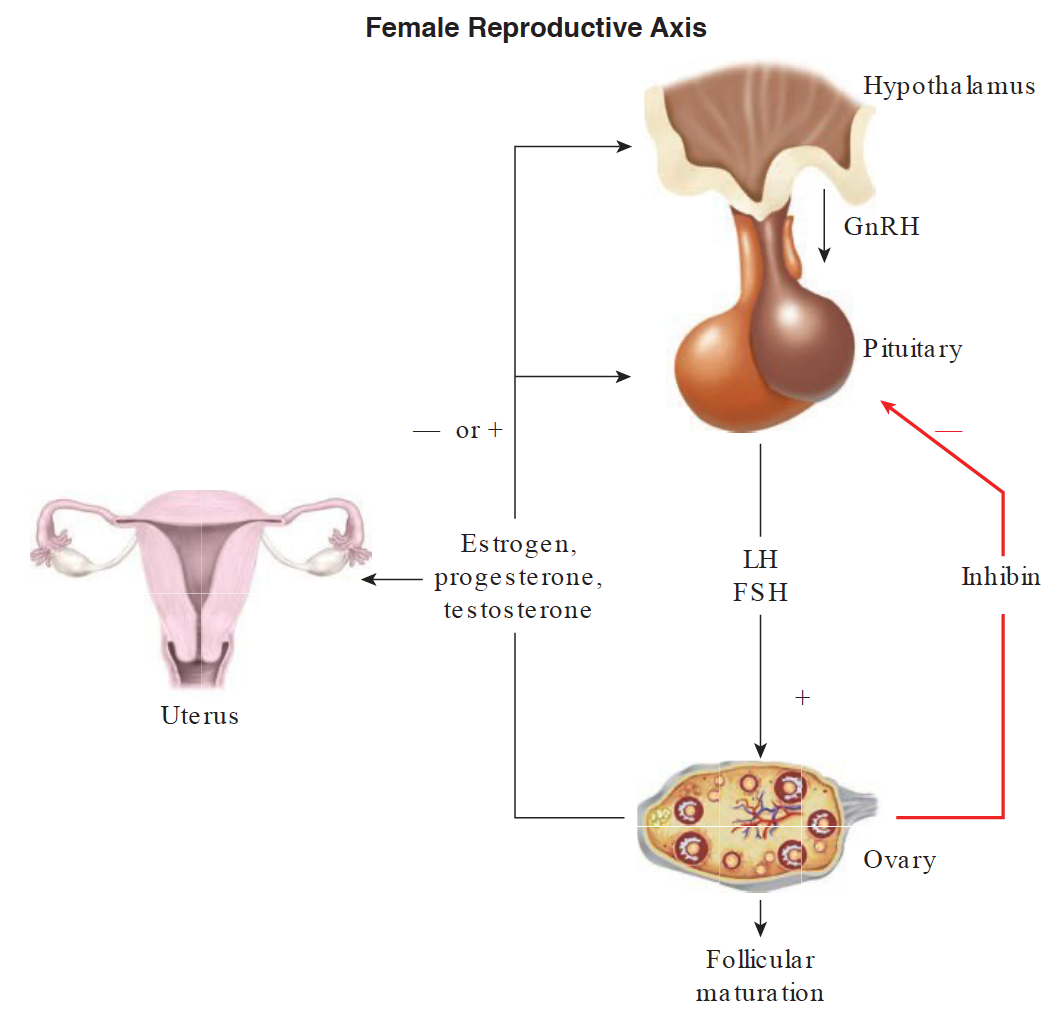 Female Reproductive Axis
Hypothalamus
GnRH
Pituitary
— or +
—
Estrogen,
progesterone,
testosterone
LH
FSH
Inhibin
+
Uterus
Ovary
Follicular
maturation